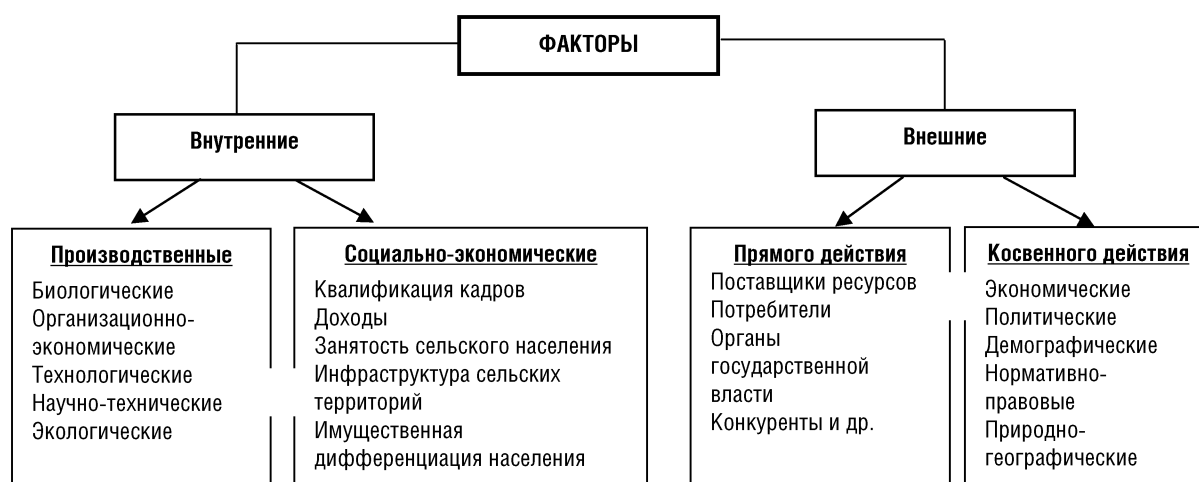 ФАКТОРЫ
Внутренние
Внешние
Производственные
Биологические
Организационно-
экономические
Технологические
Научно-технические
Экологические
Социально-экономические
Квалификация кадров
Доходы
Занятость сельского населения
Инфраструктура сельских
территорий
Имущественная
дифференциация населения
Прямого действия
Поставщики ресурсов
Потребители
Органы
государственной
власти
Конкуренты и др.
Косвенного действия
Экономические
Политические
Демографические
Нормативно-
правовые
Природно-
географические